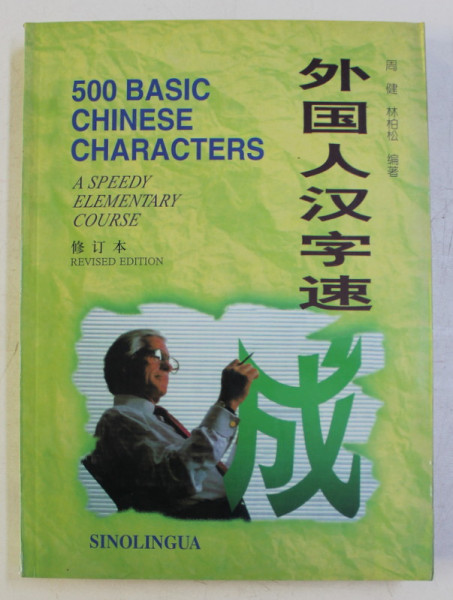 500 BASIC
CHINESE
CHARACTERS
A SPEEDY
ELEMENTARY
COURSE
修订本
REVISED EDITION
外国人汉字速成
周健 林柏松 编著
SINOLINGUA